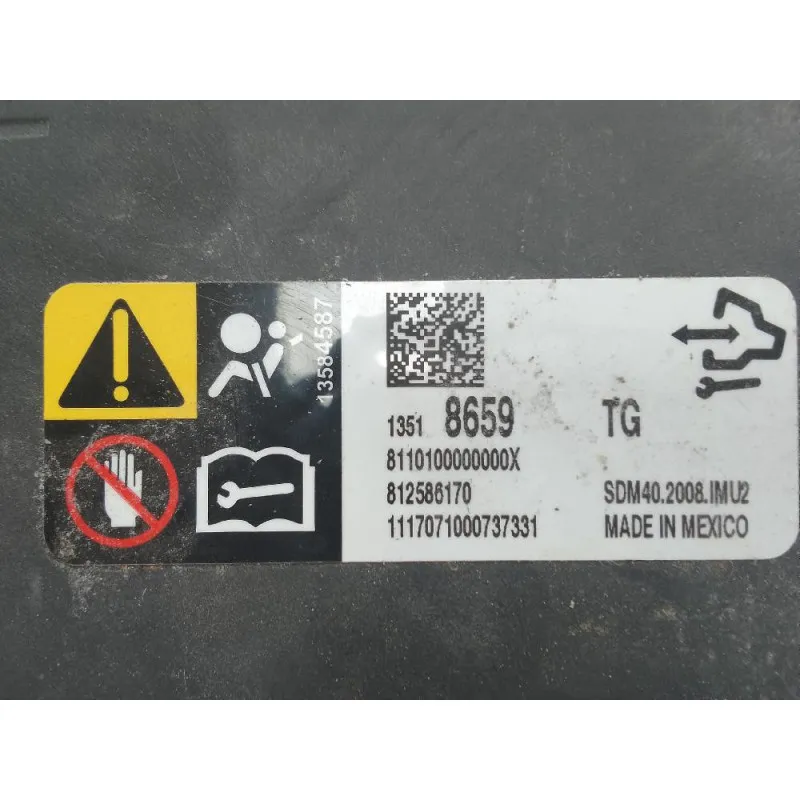 13584587
1351 8659 TG
8110100000000X
812586170 SDM40.2008.IMU2
1117071000737331 MADE IN MEXICO